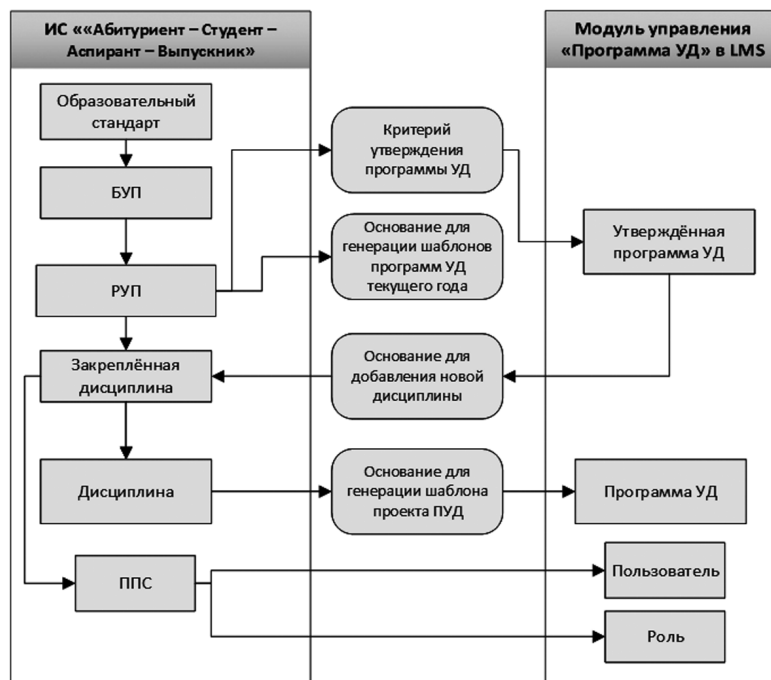 ИС ««Абитуриент – Студент –
Аспирант – Выпускник»
Модуль управления
«Программа УД» в LMS
Образовательный
стандарт
Критерий
утверждения
программы УД
БУП
Основание для
генерации шаблонов
программ УД
текущего года
Утверждённая
программа УД
РУП
Закреплённая
дисциплина
Основание для
добавления новой
дисциплины
Дисциплина
Основание для
генерации шаблона
проекта ПУД
Программа УД
ППС
Пользователь
Роль